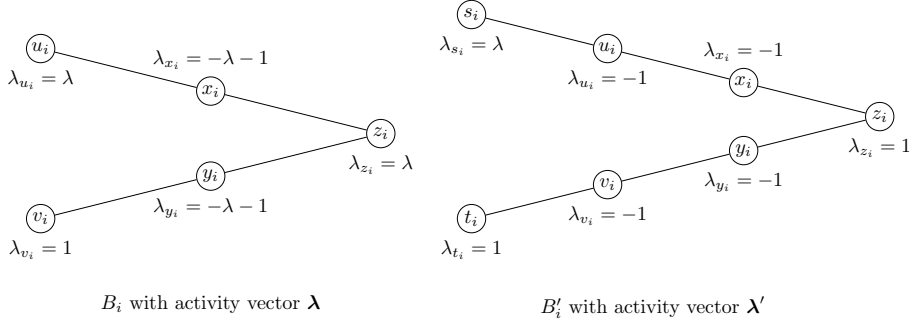 u_i
λ_{u_i} = λ
λ_{x_i} = −λ − 1
x_i
z_i
λ_{z_i} = λ
y_i
λ_{y_i} = −λ − 1
v_i
λ_{v_i} = 1
B_i with activity vector λ
s_i
λ_{s_i} = λ
u_i
λ_{u_i} = −1
λ_{x_i} = −1
x_i
z_i
λ_{z_i} = 1
y_i
λ_{y_i} = −1
v_i
λ_{v_i} = −1
t_i
λ_{t_i} = 1
B′_i with activity vector λ′